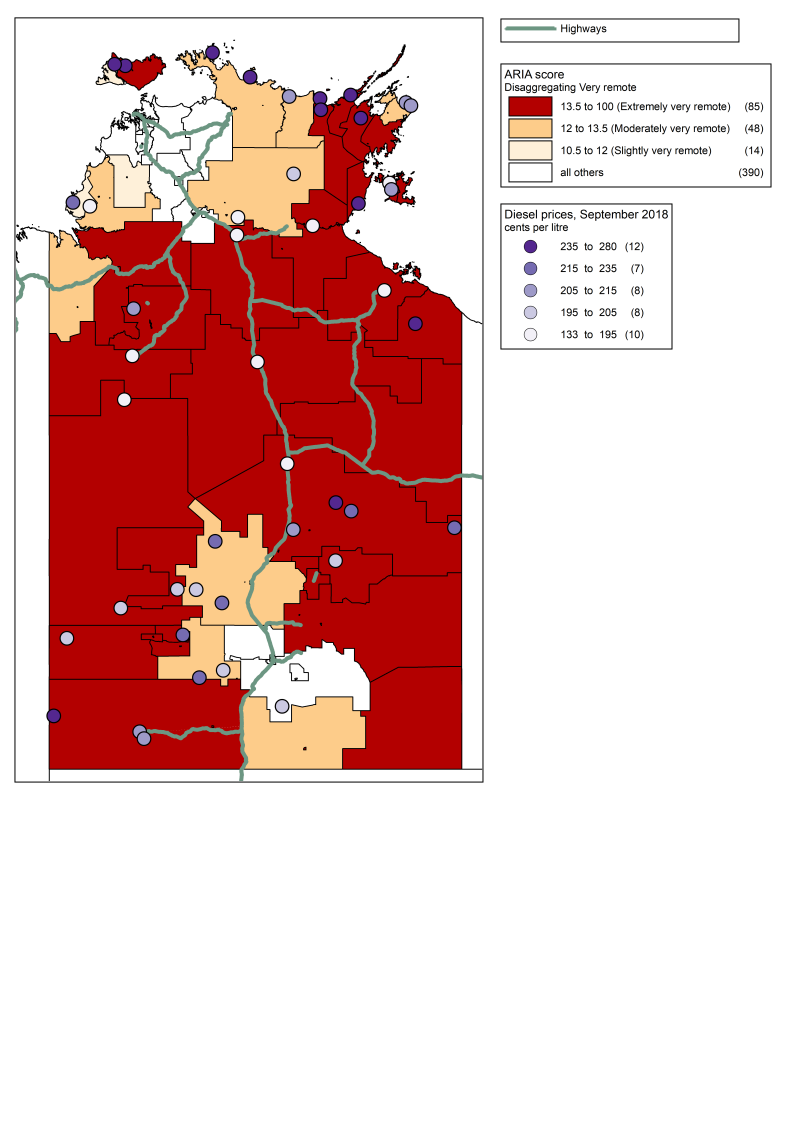 Highways
ARIA score
Disaggregating Very remote
13.5 to 100 (Extremely very remote) (85)
12 to 13.5 (Moderately very remote) (48)
10.5 to 12 (Slightly very remote) (14)
all others (390)
Diesel prices, September 2018
cents per litre
235 to 280 (12)
215 to 235 (7)
205 to 215 (8)
195 to 205 (8)
133 to 195 (10)